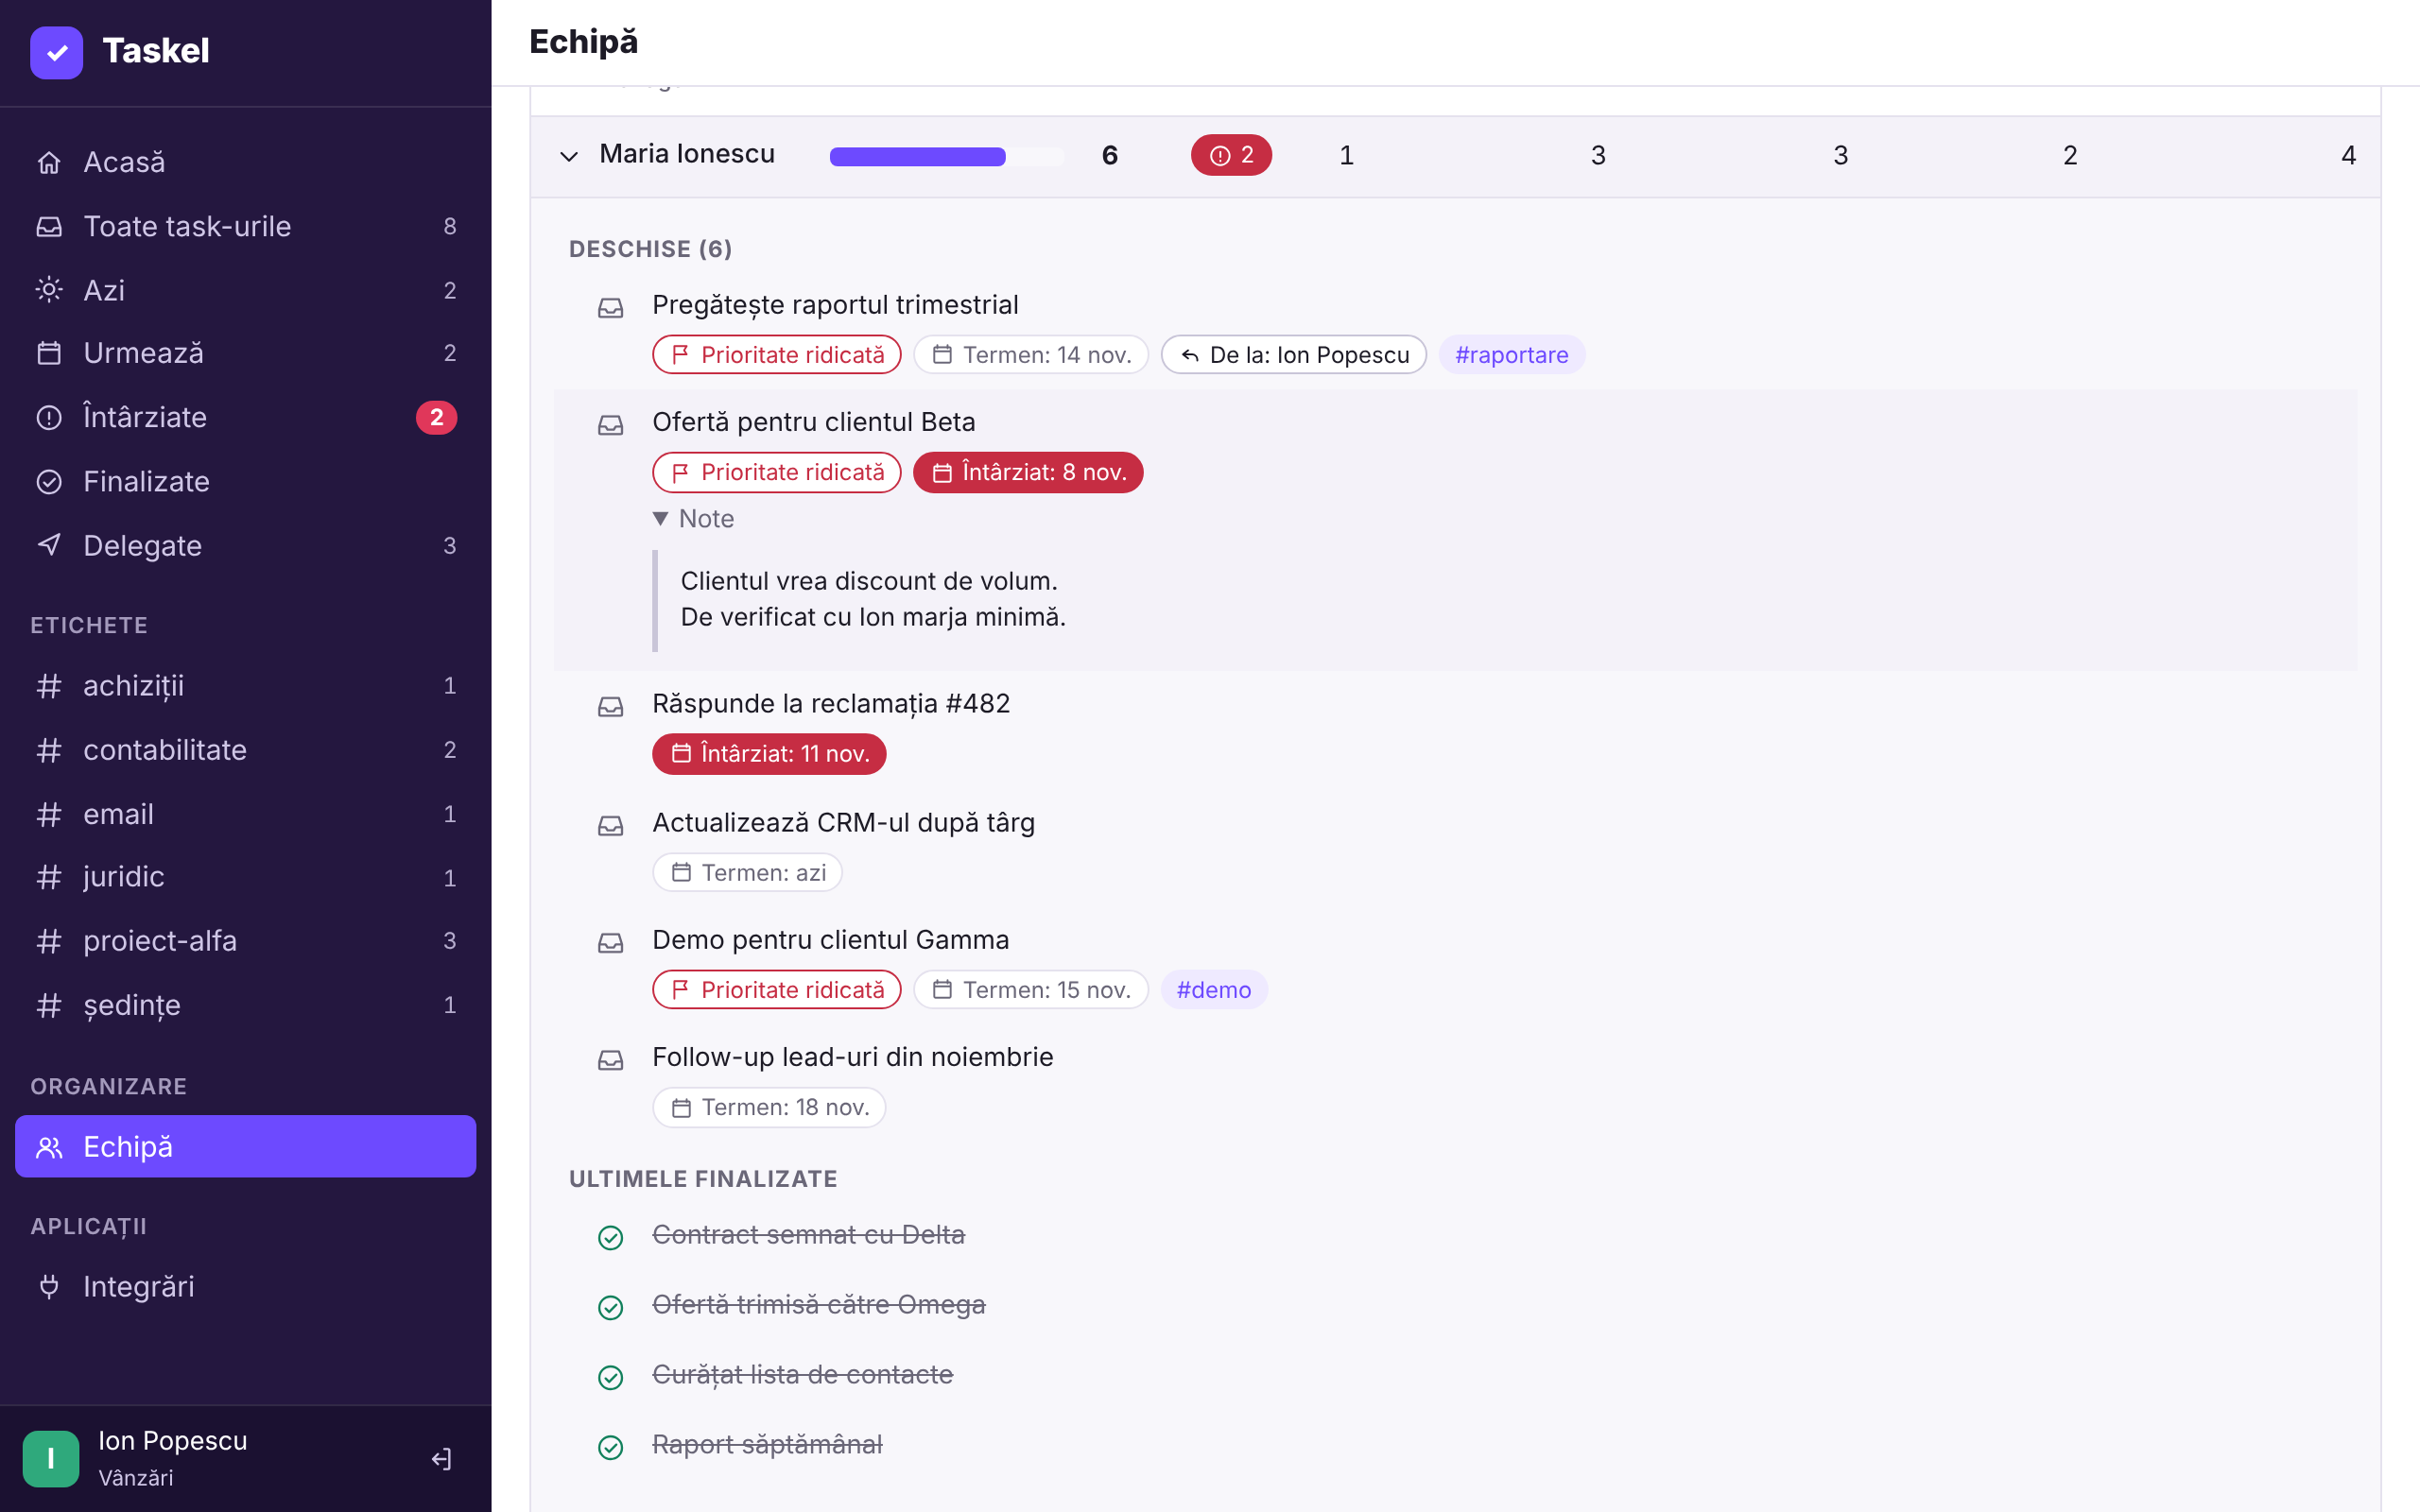 Taskel
Acasă
Toate task-urile 8
Azi 2
Urmează 2
Întârziate 2
Finalizate
Delegate 3
ETICHETE
# achiziții 1
# contabilitate 2
# email 1
# juridic 1
# proiect-alfa 3
# ședințe 1
ORGANIZARE
Echipă
APLICAȚII
Integrări
I
Ion Popescu
Vânzări
Echipă
Maria Ionescu 6 2 1 3 3 2 4
DESCHISE (6)
Pregătește raportul trimestrial
Prioritate ridicată Termen: 14 nov. De la: Ion Popescu #raportare
Ofertă pentru clientul Beta
Prioritate ridicată Întârziat: 8 nov.
Note
Clientul vrea discount de volum.
De verificat cu Ion marja minimă.
Răspunde la reclamația #482
Întârziat: 11 nov.
Actualizează CRM-ul după târg
Termen: azi
Demo pentru clientul Gamma
Prioritate ridicată Termen: 15 nov. #demo
Follow-up lead-uri din noiembrie
Termen: 18 nov.
ULTIMELE FINALIZATE
Contract semnat cu Delta
Ofertă trimisă către Omega
Curățat lista de contacte
Raport săptămânal